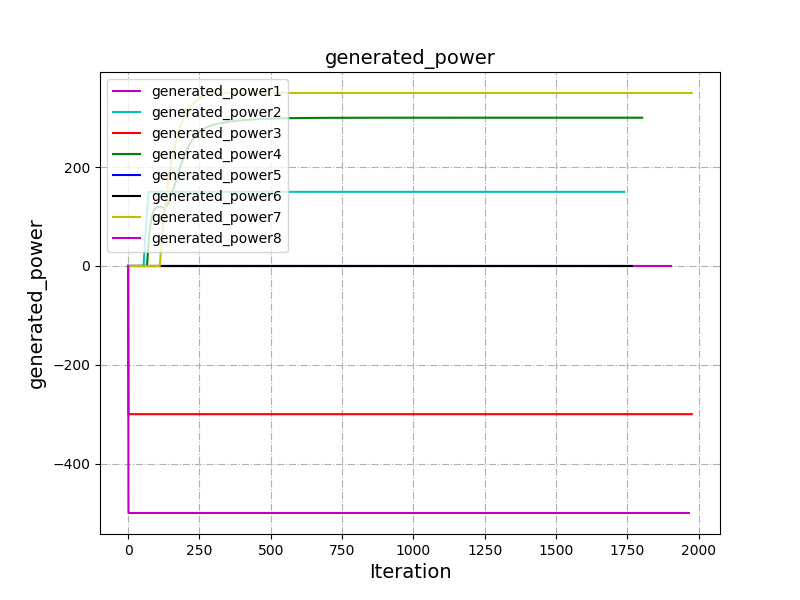 generated_power
generated_power
200
0
−200
−400
generated_power1
generated_power2
generated_power3
generated_power4
generated_power5
generated_power6
generated_power7
generated_power8
0 250 500 750 1000 1250 1500 1750 2000
Iteration